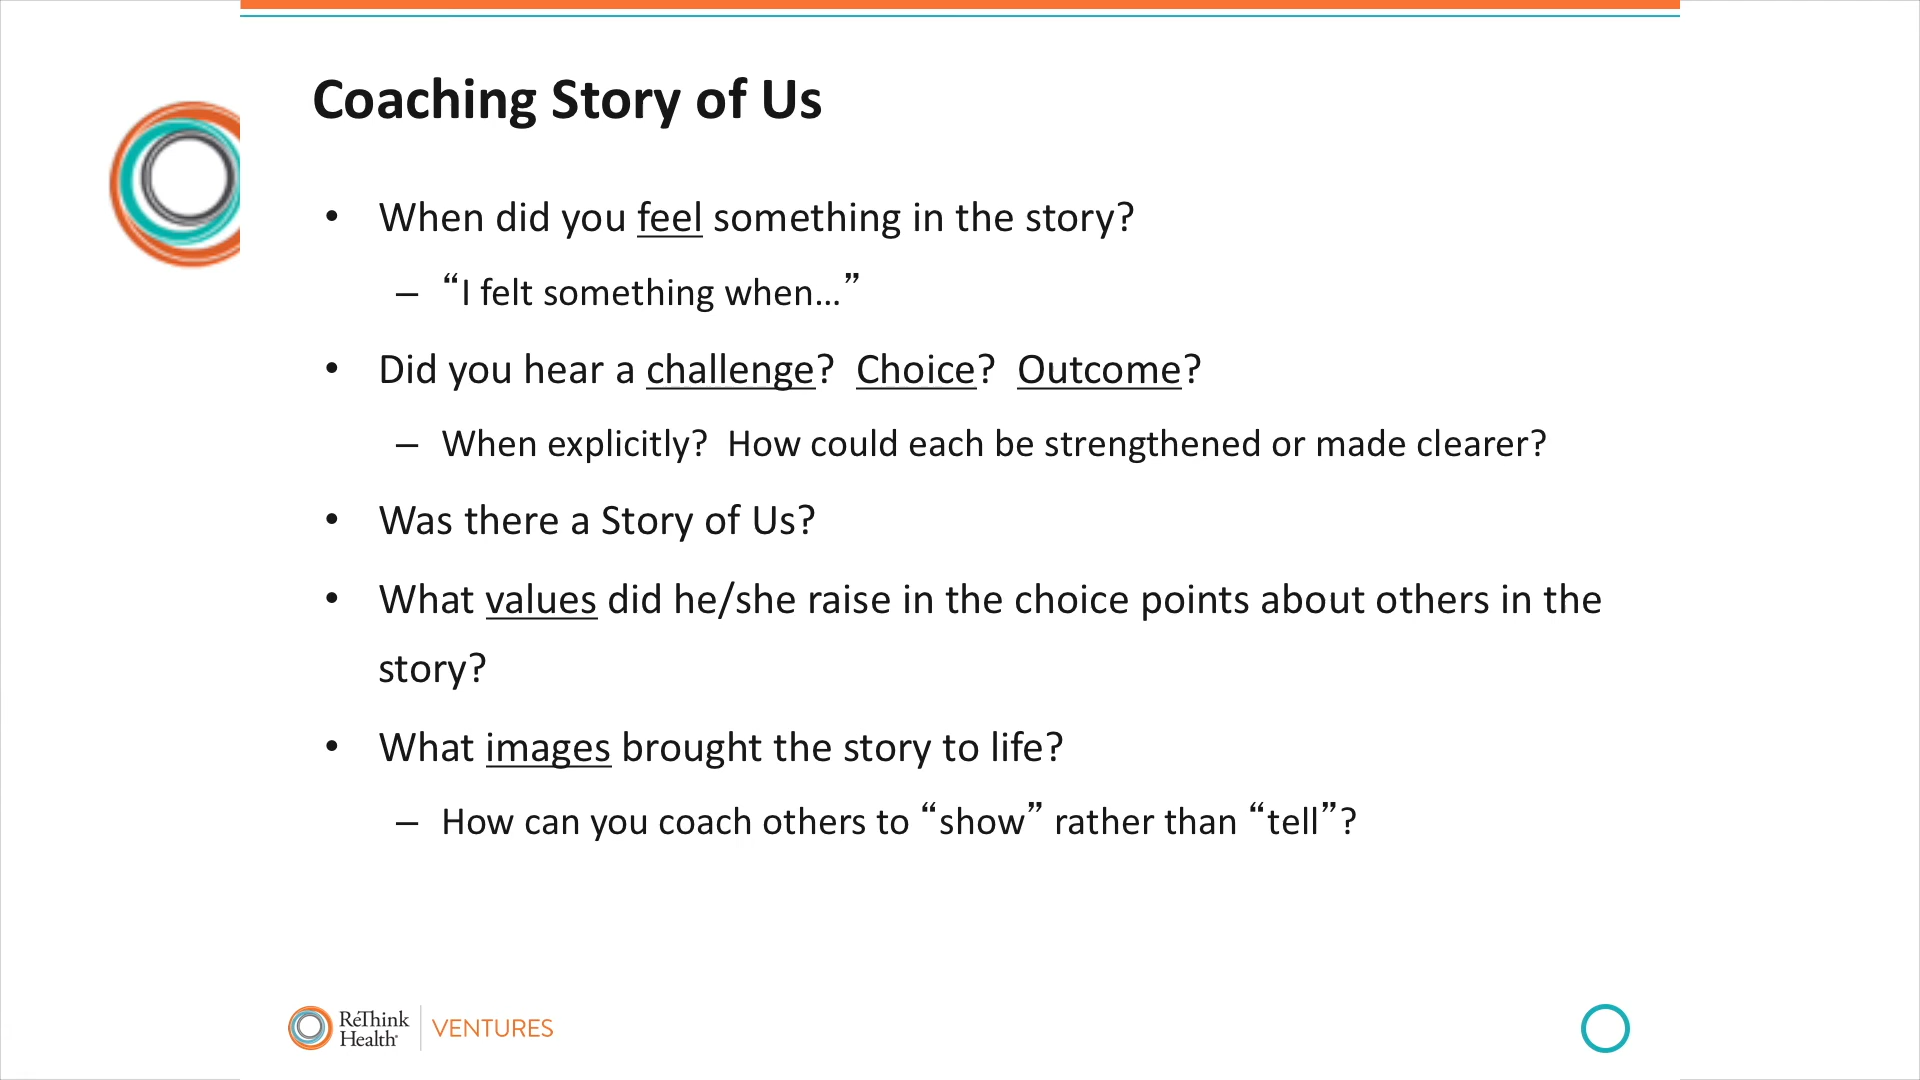 Coaching Story of Us
• When did you feel something in the story?
– “I felt something when…”
• Did you hear a challenge?  Choice?  Outcome?
– When explicitly?  How could each be strengthened or made clearer?
• Was there a Story of Us?
• What values did he/she raise in the choice points about others in the
story?
• What images brought the story to life?
– How can you coach others to “show” rather than “tell”?
ReThink
Health
VENTURES